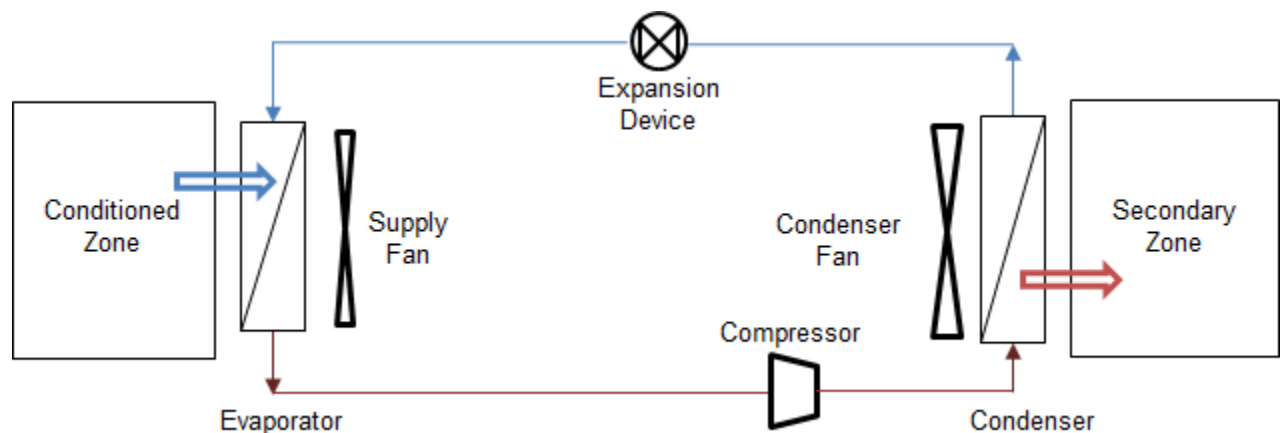 Expansion
Device
Conditioned
Zone
Supply
Fan
Condenser
Fan
Secondary
Zone
Compressor
Evaporator
Condenser